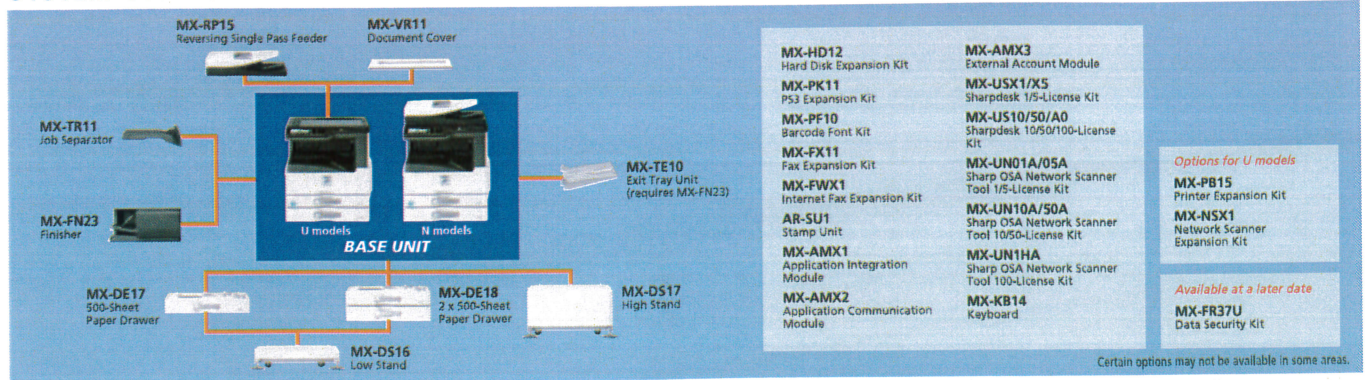 MX-RP15
Reversing Single Pass Feeder
MX-VR11
Document Cover
MX-TR11
Job Separator
MX-FN23
Finisher
U models
N models
BASE UNIT
MX-TE10
Exit Tray Unit
(requires MX-FN23)
MX-DE17
500-Sheet
Paper Drawer
MX-DE18
2 x 500-Sheet
Paper Drawer
MX-DS17
High Stand
MX-DS16
Low Stand
MX-HD12
Hard Disk Expansion Kit
MX-PK11
PS3 Expansion Kit
MX-PF10
Barcode Font Kit
MX-FX11
Fax Expansion Kit
MX-FWX1
Internet Fax Expansion Kit
AR-SU1
Stamp Unit
MX-AMX1
Application Integration
Module
MX-AMX2
Application Communication
Module
MX-AMX3
External Account Module
MX-USX1/X5
Sharpdesk 1/5-License Kit
MX-US10/50/A0
Sharpdesk 10/50/100-License
Kit
MX-UN01A/05A
Sharp OSA Network Scanner
Tool 1/5-License Kit
MX-UN10A/50A
Sharp OSA Network Scanner
Tool 10/50-License Kit
MX-UN1HA
Sharp OSA Network Scanner
Tool 100-License Kit
MX-KB14
Keyboard
Options for U models
MX-PB15
Printer Expansion Kit
MX-NSX1
Network Scanner
Expansion Kit
Available at a later date
MX-FR37U
Data Security Kit
Certain options may not be available in some areas.